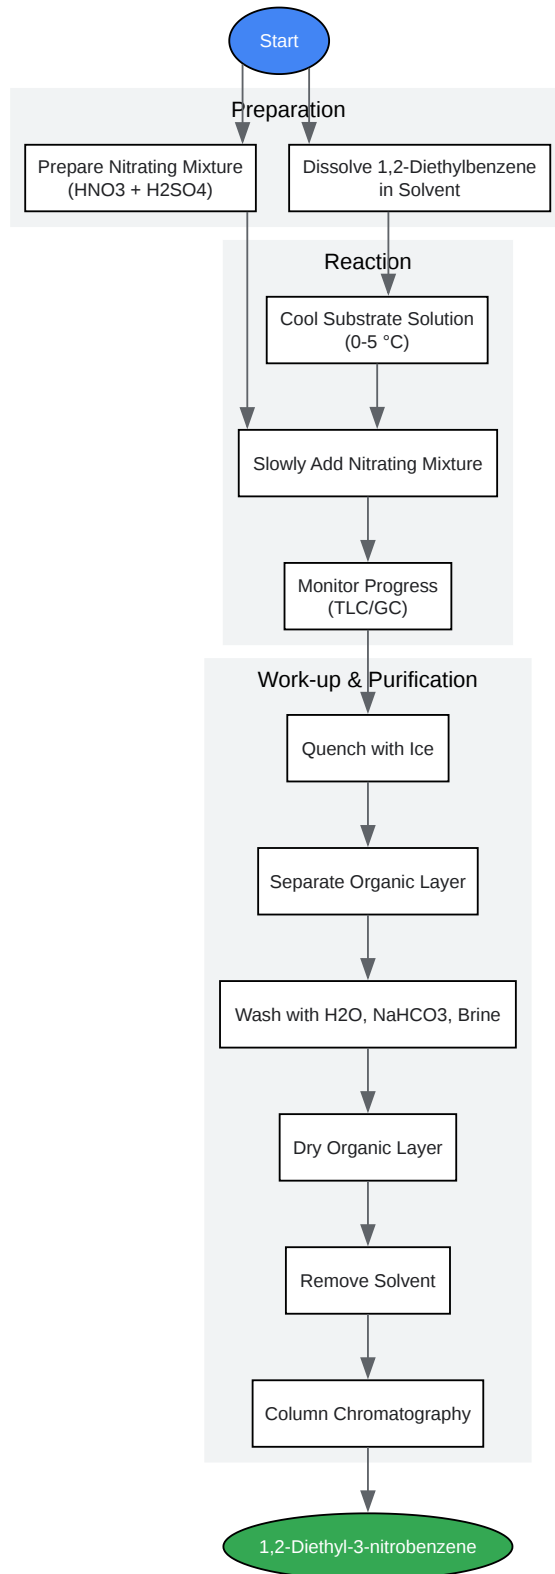 Start
Preparation
Prepare Nitrating Mixture
(HNO3 + H2SO4)
Dissolve 1,2-Diethylbenzene
in Solvent
Reaction
Cool Substrate Solution
(0-5 °C)
Slowly Add Nitrating Mixture
Monitor Progress
(TLC/GC)
Work-up & Purification
Quench with Ice
Separate Organic Layer
Wash with H2O, NaHCO3, Brine
Dry Organic Layer
Remove Solvent
Column Chromatography
1,2-Diethyl-3-nitrobenzene